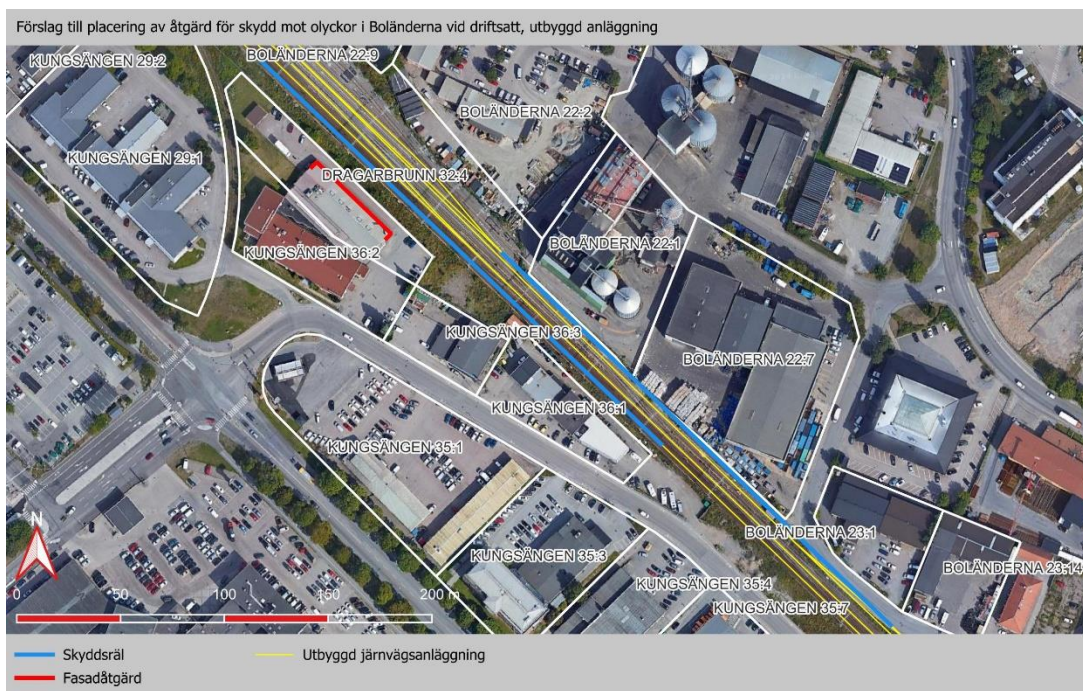 Förslag till placering av åtgärd för skydd mot olyckor i Boländerna vid driftsatt, utbyggd anläggning
KUNGSÄNGEN 29:2
BOLÄNDERNA 22:9
BOLÄNDERNA 22:2
KUNGSÄNGEN 29:1
DRAGARBRUNN 32:4
KUNGSÄNGEN 36:2
BOLÄNDERNA 22:1
KUNGSÄNGEN 36:3
BOLÄNDERNA 22:7
KUNGSÄNGEN 36:1
KUNGSÄNGEN 35:1
BOLÄNDERNA 23:1
KUNGSÄNGEN 35:3
BOLÄNDERNA 23:14
KUNGSÄNGEN 35:4
KUNGSÄNGEN 35:7
N
0 50 100 150 200 m
Skyddsräl
Utbyggd järnvägsanläggning
Fasadåtgärd